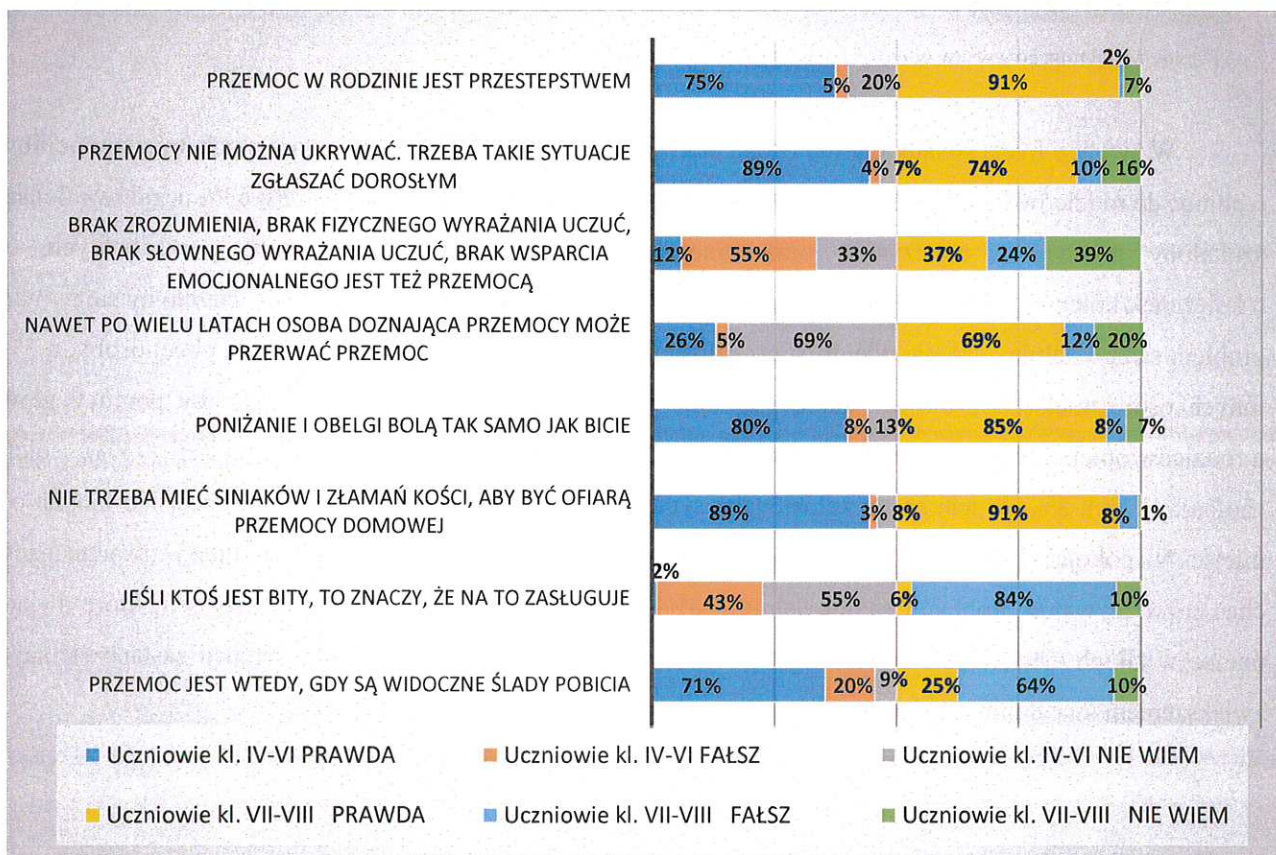 2%
PRZEMOC W RODZINIE JEST PRZESTEPSTWEM
75% 5% 20% 91% 7%
PRZEMOCY NIE MOŻNA UKRYWAĆ. TRZEBA TAKIE SYTUACJE
ZGŁASZAĆ DOROSŁYM
89% 4% 7% 74% 10% 16%
BRAK ZROZUMIENIA, BRAK FIZYCZNEGO WYRAŻANIA UCZUĆ,
BRAK SŁOWNEGO WYRAŻANIA UCZUĆ, BRAK WSPARCIA
EMOCJONALNEGO JEST TEŻ PRZEMOCĄ
12% 55% 33% 37% 24% 39%
NAWET PO WIELU LATACH OSOBA DOZNAJĄCA PRZEMOCY MOŻE
PRZERWAĆ PRZEMOC
26% 5% 69% 69% 12% 20%
PONIŻANIE I OBELGI BOLĄ TAK SAMO JAK BICIE
80% 8% 13% 85% 8% 7%
NIE TRZEBA MIEĆ SINIAKÓW I ZŁAMAŃ KOŚCI, ABY BYĆ OFIARĄ
PRZEMOCY DOMOWEJ
89% 3% 8% 91% 8% 1%
2%
JEŚLI KTOŚ JEST BITY, TO ZNACZY, ŻE NA TO ZASŁUGUJE
43% 55% 6% 84% 10%
PRZEMOC JEST WTEDY, GDY SĄ WIDOCZNE ŚLADY POBICIA
71% 20% 9% 25% 64% 10%
Uczniowie kl. IV-VI PRAWDA
Uczniowie kl. IV-VI FAŁSZ
Uczniowie kl. IV-VI NIE WIEM
Uczniowie kl. VII-VIII PRAWDA
Uczniowie kl. VII-VIII FAŁSZ
Uczniowie kl. VII-VIII NIE WIEM